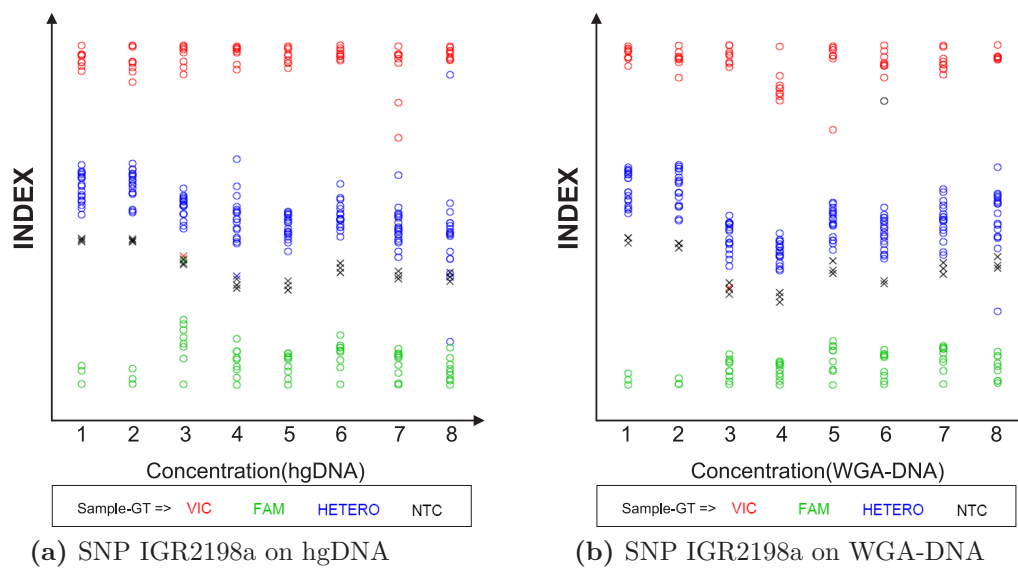 INDEX
1 2 3 4 5 6 7 8
Concentration(hgDNA)
Sample-GT => VIC FAM HETERO NTC
(a) SNP IGR2198a on hgDNA
INDEX
1 2 3 4 5 6 7 8
Concentration(WGA-DNA)
Sample-GT => VIC FAM HETERO NTC
(b) SNP IGR2198a on WGA-DNA